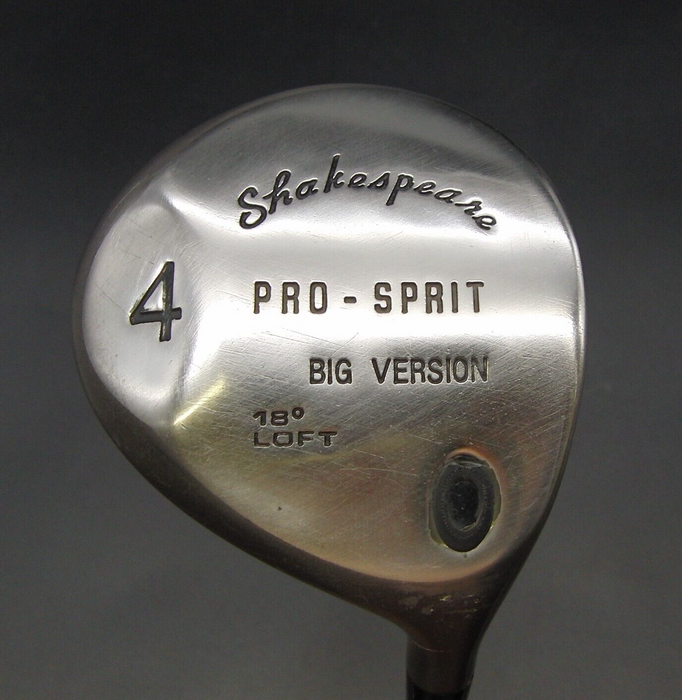 Shakespeare
4
PRO - SPRIT
BIG VERSION
18°
LOFT